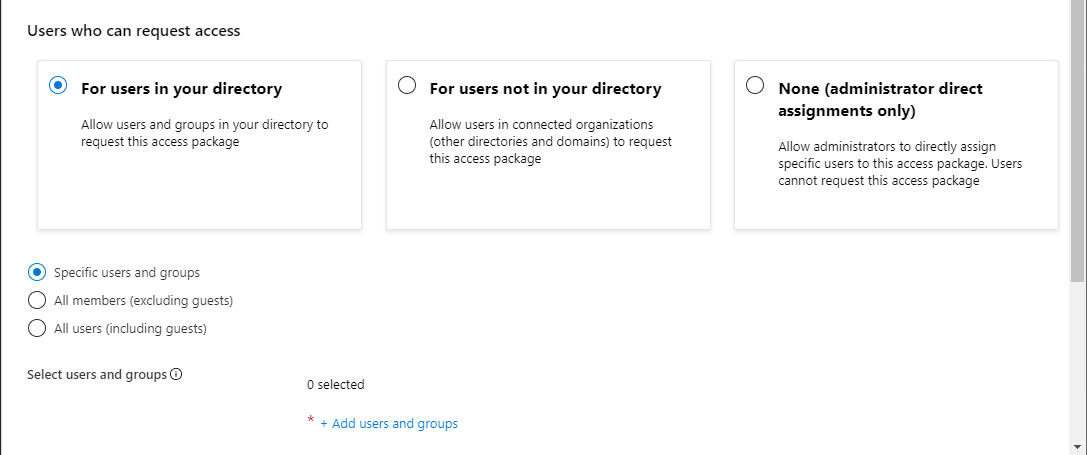 Users who can request access
For users in your directory
Allow users and groups in your directory to
request this access package
For users not in your directory
Allow users in connected organizations
(other directories and domains) to request
this access package
None (administrator direct
assignments only)
Allow administrators to directly assign
specific users to this access package. Users
cannot request this access package
Specific users and groups
All members (excluding guests)
All users (including guests)
Select users and groups
0 selected
* + Add users and groups